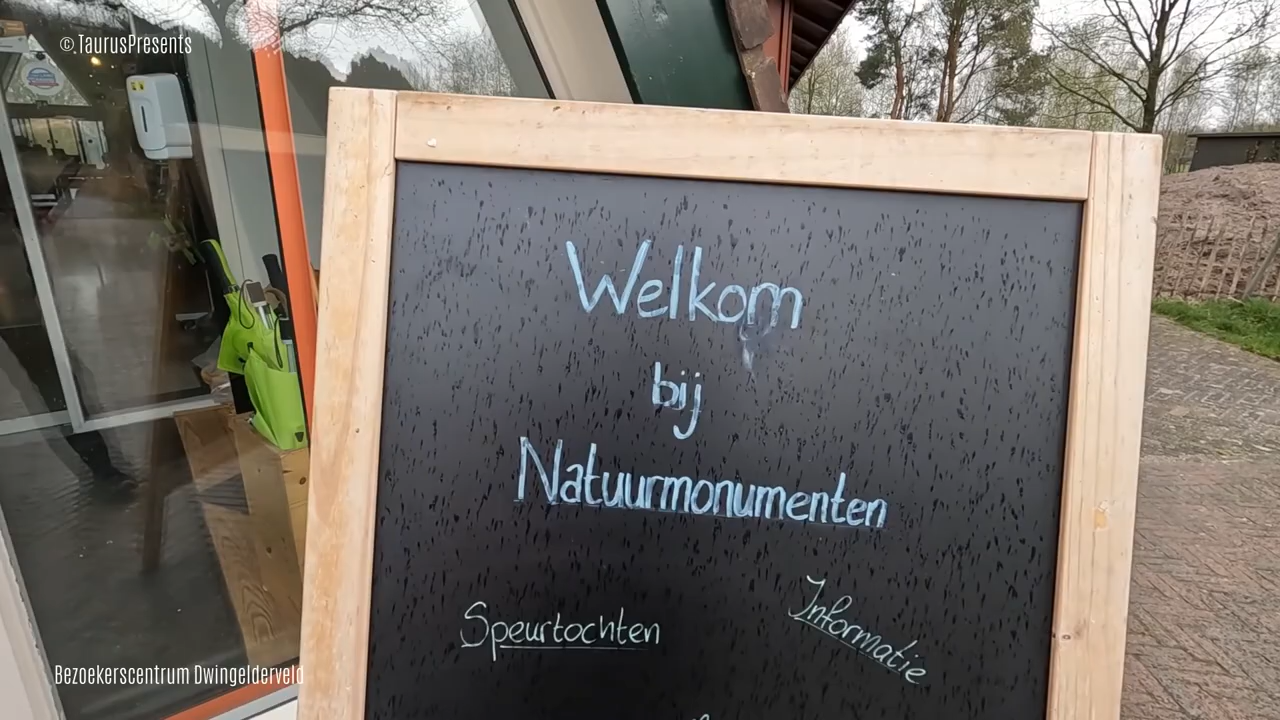 ©TaurusPresents
Welkom
bij
Natuurmonumenten
Speurtochten
Informatie
Bezoekerscentrum Dwingelderveld